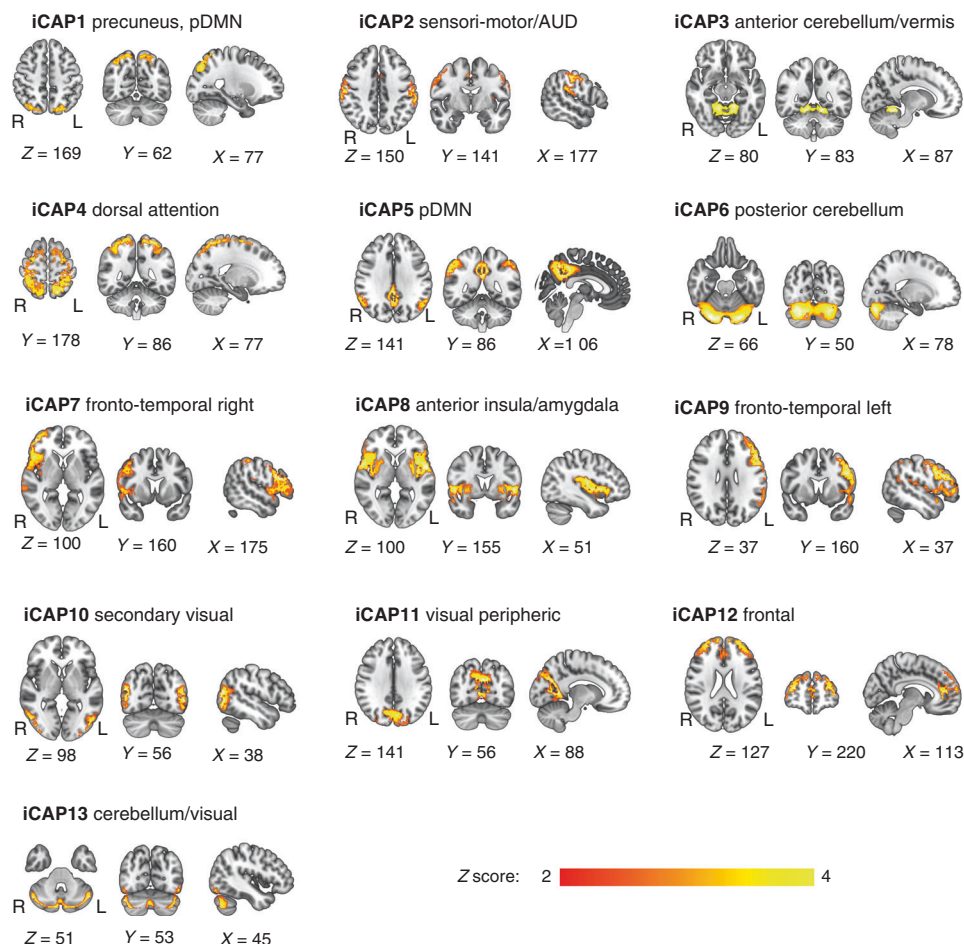 iCAP1 precuneus, pDMN
R L
Z = 169 Y = 62 X = 77
iCAP2 sensori-motor/AUD
R L
Z = 150 Y = 141 X = 177
iCAP3 anterior cerebellum/vermis
R L
Z = 80 Y = 83 X = 87
iCAP4 dorsal attention
R L
Y = 178 Y = 86 X = 77
iCAP5 pDMN
R L
Z = 141 Y = 86 X =1 06
iCAP6 posterior cerebellum
R L
Z = 66 Y = 50 X = 78
iCAP7 fronto-temporal right
R L
Z = 100 Y = 160 X = 175
iCAP8 anterior insula/amygdala
R L
Z = 100 Y = 155 X = 51
iCAP9 fronto-temporal left
R L
Z = 37 Y = 160 X = 37
iCAP10 secondary visual
R L
Z = 98 Y = 56 X = 38
iCAP11 visual peripheric
R L
Z = 141 Y = 56 X = 88
iCAP12 frontal
R L
Z = 127 Y = 220 X = 113
iCAP13 cerebellum/visual
R L
Z = 51 Y = 53 X = 45
Z score: 2 4